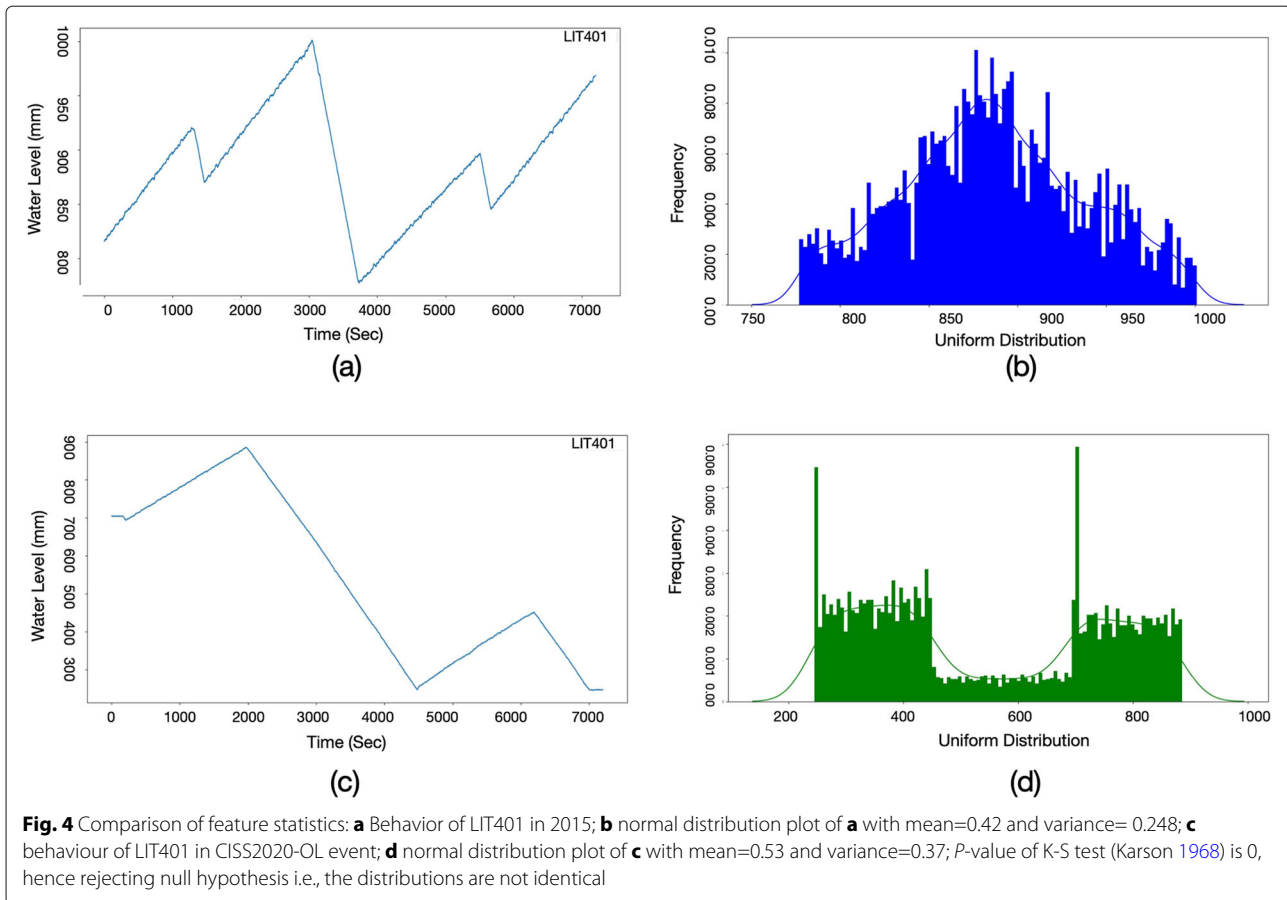 LIT401
Water Level (mm)
1000
950
900
850
800
0 1000 2000 3000 4000 5000 6000 7000
Time (Sec)
(a)
Frequency
0.010
0.008
0.006
0.004
0.002
0.00
750 800 850 900 950 1000
Uniform Distribution
(b)
LIT401
Water Level (mm)
900
800
700
600
500
400
300
0 1000 2000 3000 4000 5000 6000 7000
Time (Sec)
(c)
Frequency
0.006
0.005
0.004
0.003
0.002
0.001
0.00
200 400 600 800 1000
Uniform Distribution
(d)
Fig. 4 Comparison of feature statistics: a Behavior of LIT401 in 2015; b normal distribution plot of a with mean=0.42 and variance= 0.248; c
behaviour of LIT401 in CISS2020-OL event; d normal distribution plot of c with mean=0.53 and variance=0.37; P-value of K-S test (Karson 1968) is 0,
hence rejecting null hypothesis i.e., the distributions are not identical